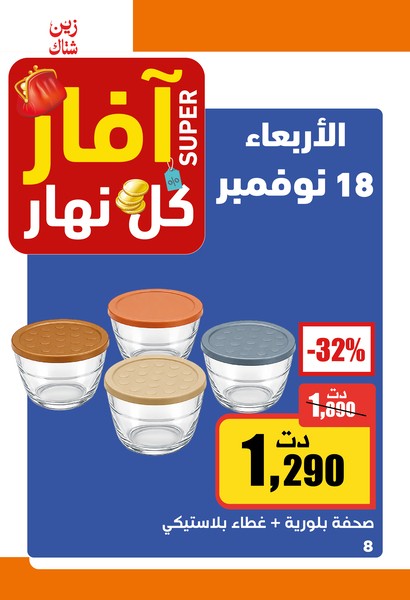 زين
شتاك
SUPER
آفار
كل نهار
الأربعاء
18 نوفمبر
-32%
دت
1,890
دت
1,290
صحفة بلورية + غطاء بلاستيكي
8